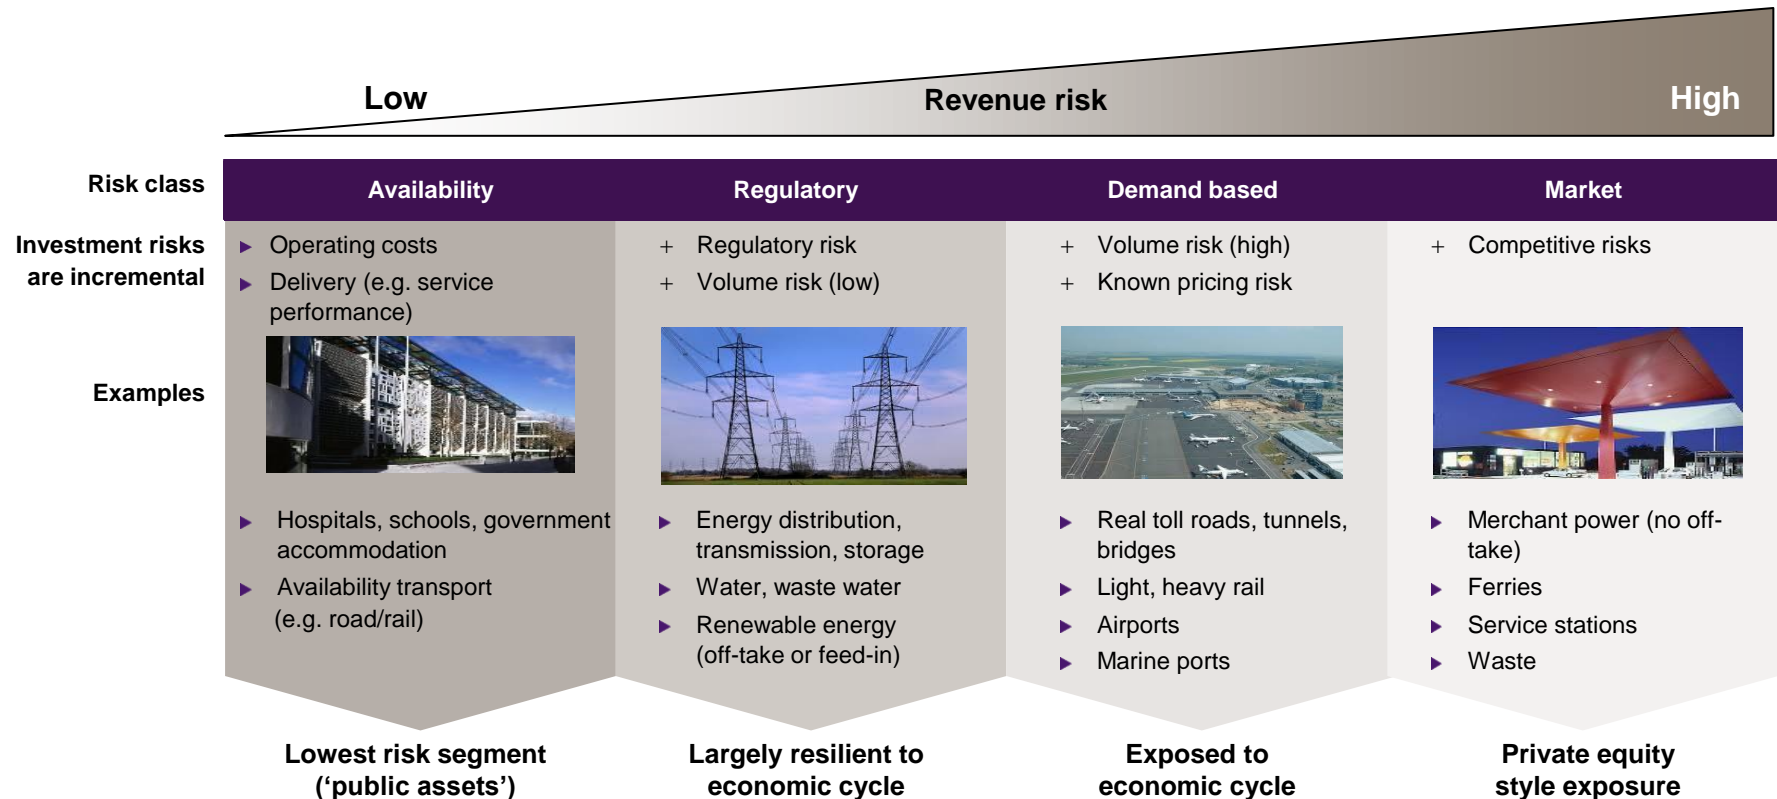 Low
Revenue risk
High
Risk class
Availability
Regulatory
Demand based
Market
Investment risks
are incremental
Operating costs
Delivery (e.g. service
performance)
+ Regulatory risk
+ Volume risk (low)
+ Volume risk (high)
+ Known pricing risk
+ Competitive risks
Examples
Hospitals, schools, government
accommodation
Availability transport
(e.g. road/rail)
Energy distribution,
transmission, storage
Water, waste water
Renewable energy
(off-take or feed-in)
Real toll roads, tunnels,
bridges
Light, heavy rail
Airports
Marine ports
Merchant power (no off-
take)
Ferries
Service stations
Waste
Lowest risk segment
(‘public assets’)
Largely resilient to
economic cycle
Exposed to
economic cycle
Private equity
style exposure